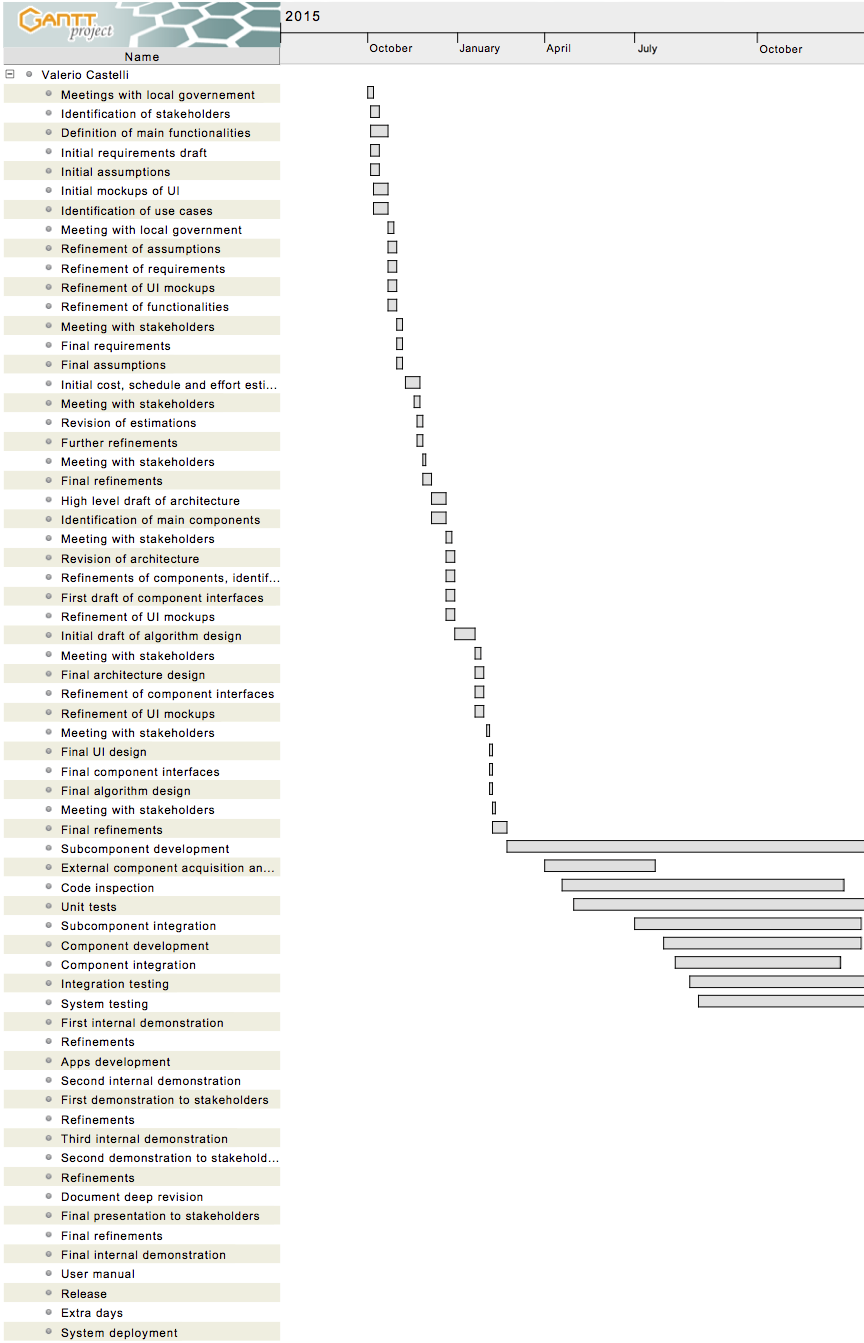 GANTT
project
2015
October January April July October
Name
Valerio Castelli
Meetings with local governement
Identification of stakeholders
Definition of main functionalities
Initial requirements draft
Initial assumptions
Initial mockups of UI
Identification of use cases
Meeting with local government
Refinement of assumptions
Refinement of requirements
Refinement of UI mockups
Refinement of functionalities
Meeting with stakeholders
Final requirements
Final assumptions
Initial cost, schedule and effort esti...
Meeting with stakeholders
Revision of estimations
Further refinements
Meeting with stakeholders
Final refinements
High level draft of architecture
Identification of main components
Meeting with stakeholders
Revision of architecture
Refinements of components, identif...
First draft of component interfaces
Refinement of UI mockups
Initial draft of algorithm design
Meeting with stakeholders
Final architecture design
Refinement of component interfaces
Refinement of UI mockups
Meeting with stakeholders
Final UI design
Final component interfaces
Final algorithm design
Meeting with stakeholders
Final refinements
Subcomponent development
External component acquisition an...
Code inspection
Unit tests
Subcomponent integration
Component development
Component integration
Integration testing
System testing
First internal demonstration
Refinements
Apps development
Second internal demonstration
First demonstration to stakeholders
Refinements
Third internal demonstration
Second demonstration to stakehold...
Refinements
Document deep revision
Final presentation to stakeholders
Final refinements
Final internal demonstration
User manual
Release
Extra days
System deployment